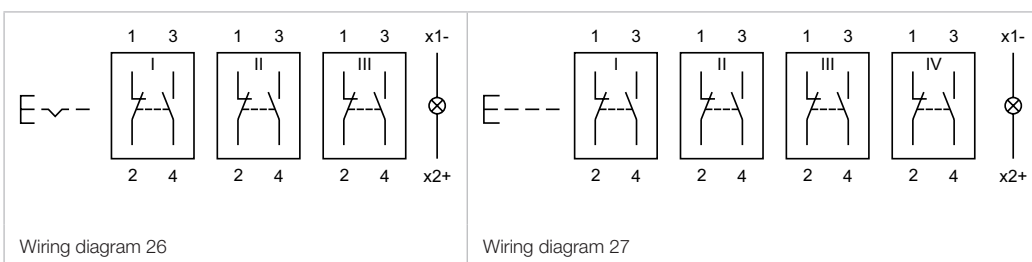 1 3 1 3 1 3 x1-
I II III
2 4 2 4 2 4 x2+
Wiring diagram 26
1 3 1 3 1 3 1 3 x1-
I II III IV
2 4 2 4 2 4 2 4 x2+
Wiring diagram 27